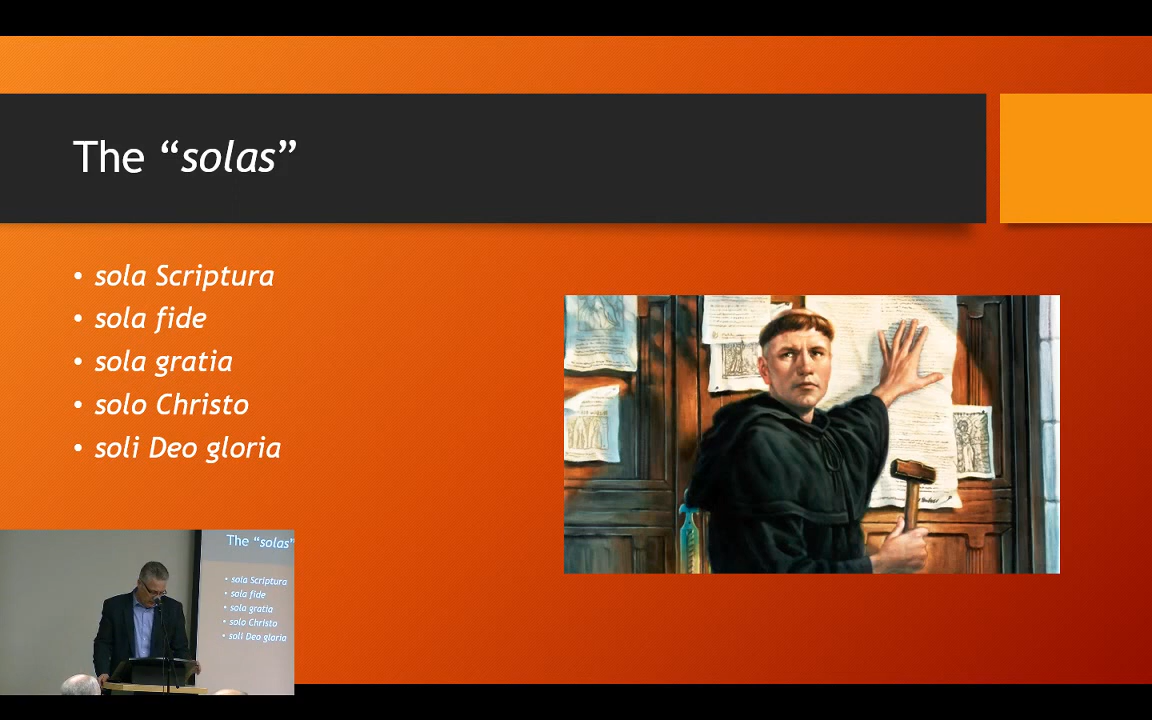 The “solas”
• sola Scriptura
• sola fide
• sola gratia
• solo Christo
• soli Deo gloria
The “solas”
• sola Scriptura
• sola fide
• sola gratia
• solo Christo
• soli Deo gloria